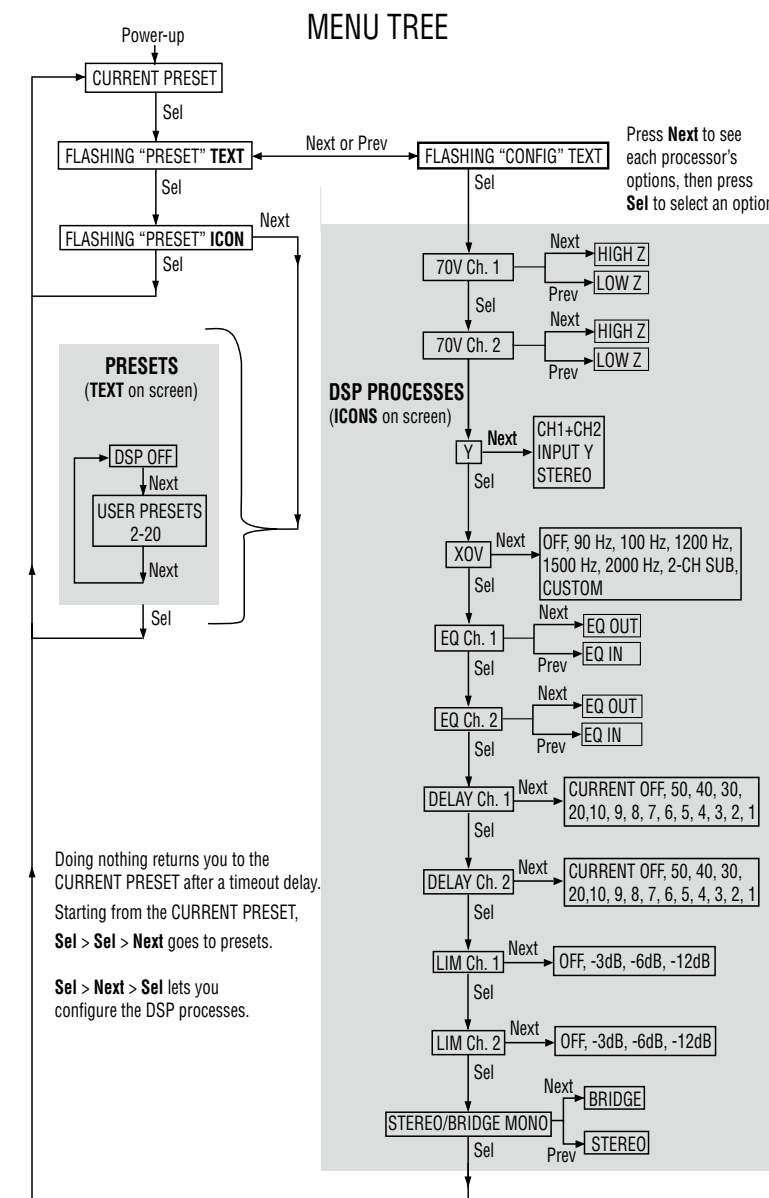 MENU TREE
Power-up
CURRENT PRESET
Sel
FLASHING “PRESET” TEXT
Next or Prev
FLASHING “CONFIG” TEXT
Press Next to see
each processor's
options, then press
Sel to select an option
Sel
Sel
FLASHING “PRESET” ICON
Next
Sel
PRESETS
(TEXT on screen)
DSP OFF
Next
USER PRESETS
2-20
Next
Sel
Doing nothing returns you to the
CURRENT PRESET after a timeout delay.
Starting from the CURRENT PRESET,
Sel > Sel > Next goes to presets.
Sel > Next > Sel lets you
configure the DSP processes.
70V Ch. 1
Next
HIGH Z
Prev
LOW Z
Sel
70V Ch. 2
Next
HIGH Z
Prev
LOW Z
DSP PROCESSES
(ICONS on screen)
Y
Next
CH1+CH2
INPUT Y
STEREO
Sel
XOV
Next
OFF, 90 Hz, 100 Hz, 1200 Hz,
1500 Hz, 2000 Hz, 2-CH SUB,
CUSTOM
Sel
EQ Ch. 1
Next
EQ OUT
Prev
EQ IN
Sel
EQ Ch. 2
Next
EQ OUT
Prev
EQ IN
Sel
DELAY Ch. 1
Next
CURRENT OFF, 50, 40, 30,
20,10, 9, 8, 7, 6, 5, 4, 3, 2, 1
Sel
DELAY Ch. 2
Next
CURRENT OFF, 50, 40, 30,
20,10, 9, 8, 7, 6, 5, 4, 3, 2, 1
Sel
LIM Ch. 1
Next
OFF, -3dB, -6dB, -12dB
Sel
LIM Ch. 2
Next
OFF, -3dB, -6dB, -12dB
Sel
STEREO/BRIDGE MONO
Next
BRIDGE
Prev
STEREO
Sel